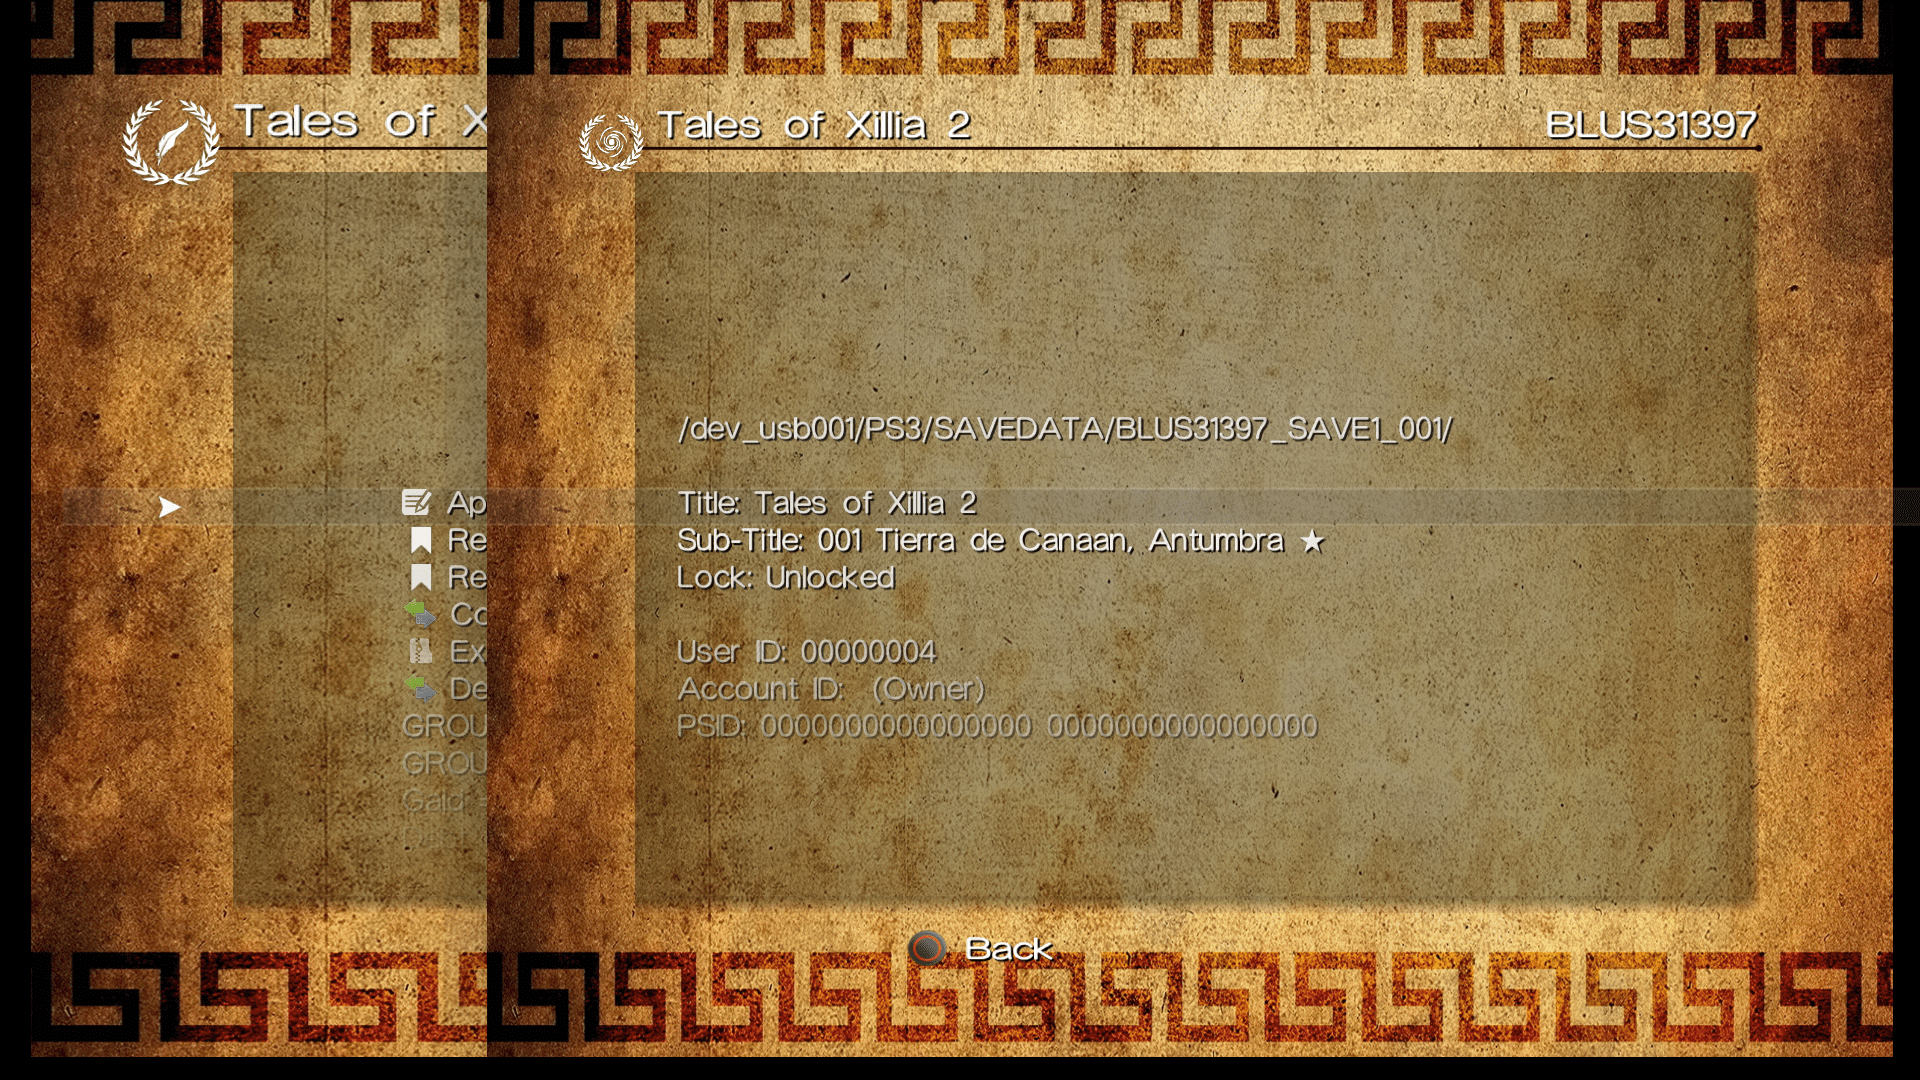 Tales of X
Tales of Xillia 2
BLUS31397
/dev_usb001/PS3/SAVEDATA/BLUS31397_SAVE1_001/
Ap
Title: Tales of Xillia 2
Re
Sub-Title: 001 Tierra de Canaan, Antumbra ★
Re
Lock: Unlocked
Co
Ex
User ID: 00000004
De
Account ID: (Owner)
GROU
PSID: 0000000000000000 0000000000000000
GROU
Gald
Back